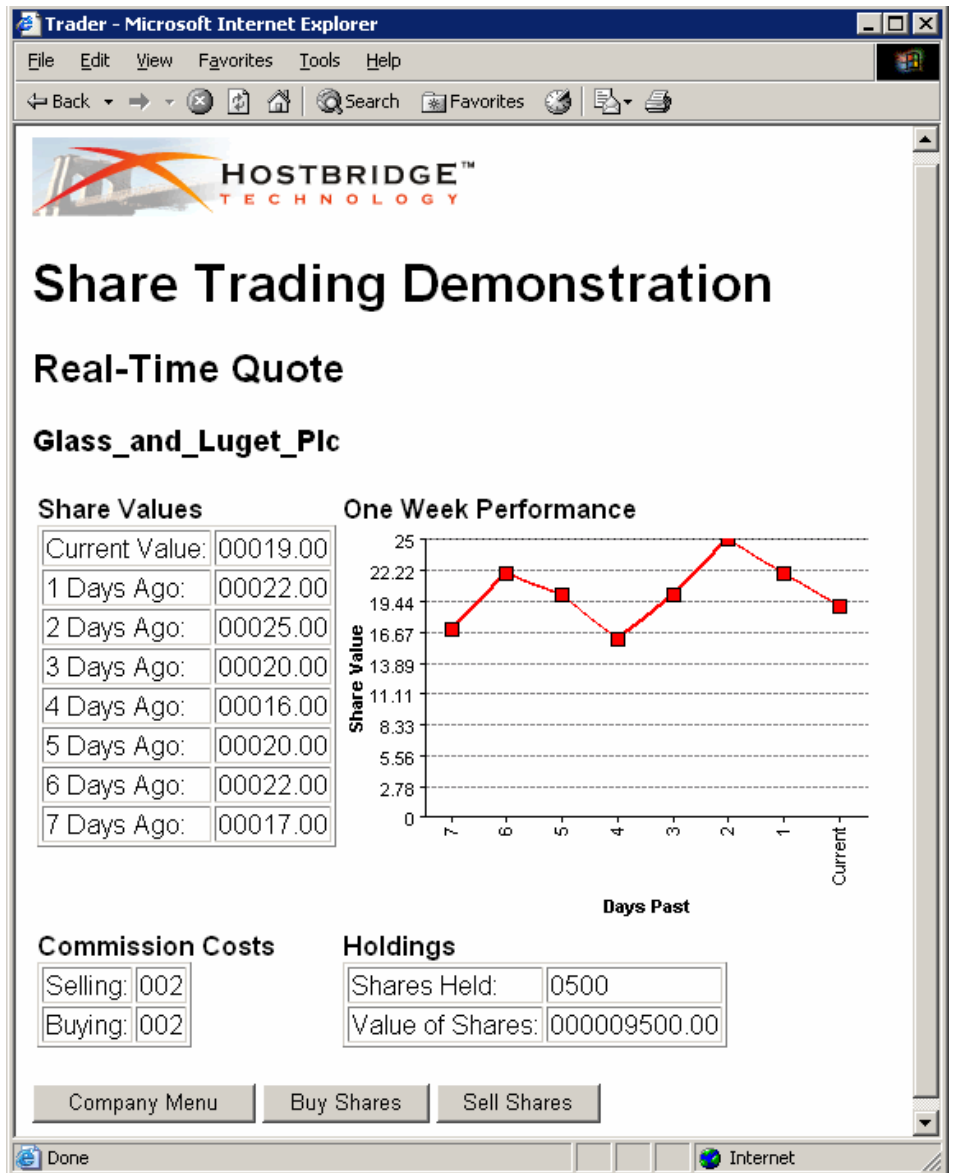 Trader - Microsoft Internet Explorer
File Edit View Favorites Tools Help
Back Search Favorites
HOSTBRIDGE™
TECHNOLOGY
Share Trading Demonstration
Real-Time Quote
Glass_and_Luget_Plc
Share Values
Current Value: 00019.00
1 Days Ago: 00022.00
2 Days Ago: 00025.00
3 Days Ago: 00020.00
4 Days Ago: 00016.00
5 Days Ago: 00020.00
6 Days Ago: 00022.00
7 Days Ago: 00017.00
One Week Performance
Share Value
25
22.22
19.44
16.67
13.89
11.11
8.33
5.56
2.78
0
7 6 5 4 3 2 1 Current
Days Past
Commission Costs
Selling: 002
Buying: 002
Holdings
Shares Held: 0500
Value of Shares: 000009500.00
Company Menu Buy Shares Sell Shares
Done Internet